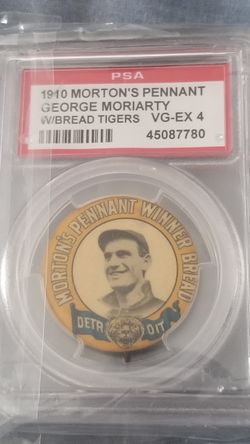 PSA
1910 MORTON'S PENNANT
GEORGE MORIARTY
W/BREAD TIGERS VG-EX 4
45087780
MORTON'S PENNANT WINNER BREAD
DETROIT